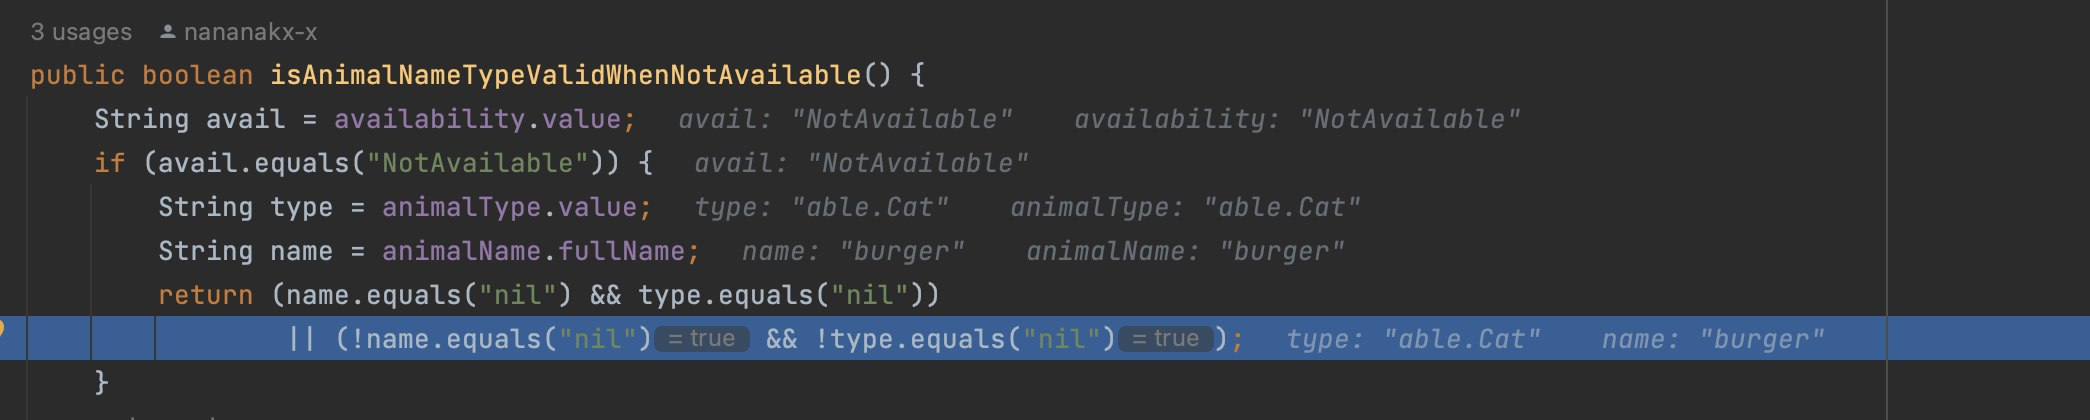 3 usages nananakx-x
public boolean isAnimalNameTypeValidWhenNotAvailable() {
String avail = availability.value; avail: "NotAvailable" availability: "NotAvailable"
if (avail.equals("NotAvailable")) { avail: "NotAvailable"
String type = animalType.value; type: "able.Cat" animalType: "able.Cat"
String name = animalName.fullName; name: "burger" animalName: "burger"
return (name.equals("nil") && type.equals("nil"))
|| (!name.equals("nil") = true && !type.equals("nil") = true ); type: "able.Cat" name: "burger"
}